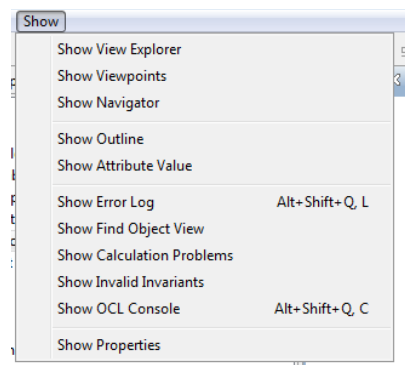 Show
Show View Explorer
Show Viewpoints
Show Navigator
Show Outline
Show Attribute Value
Show Error Log Alt+Shift+Q, L
Show Find Object View
Show Calculation Problems
Show Invalid Invariants
Show OCL Console Alt+Shift+Q, C
Show Properties